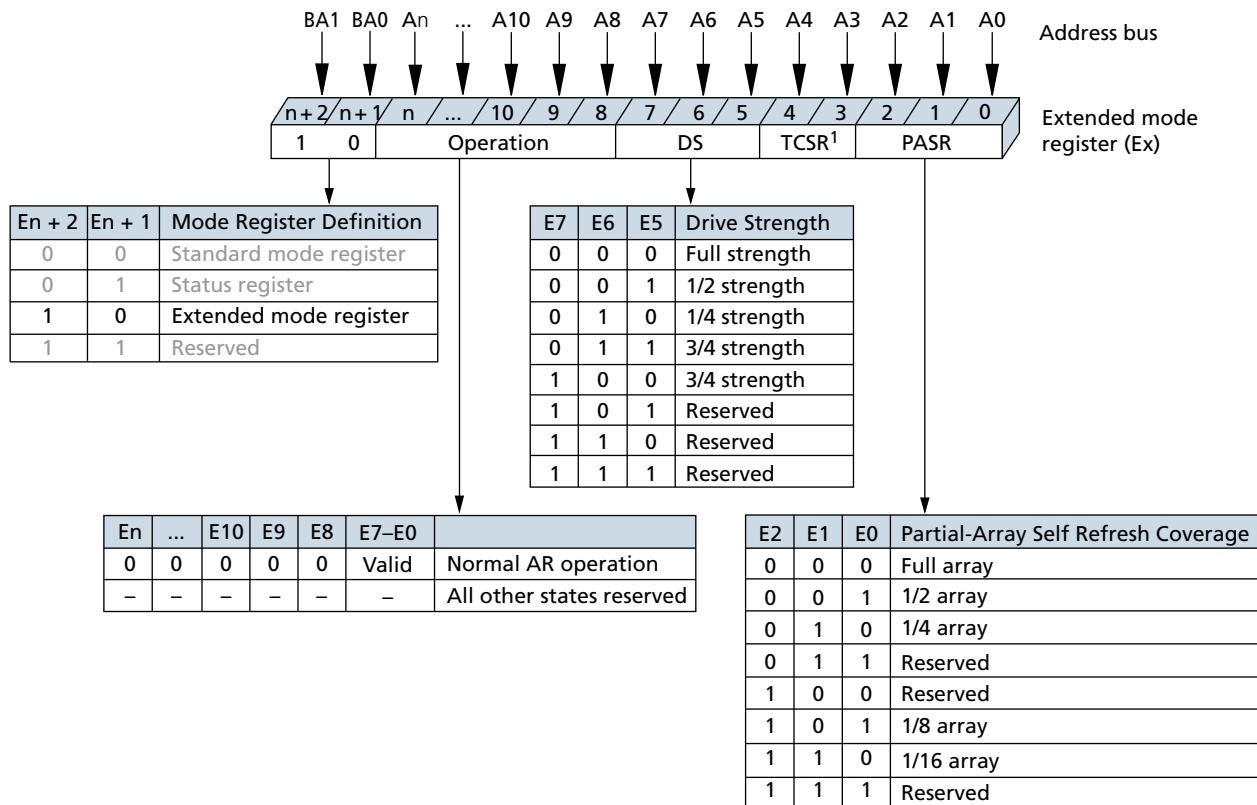 BA1 BA0 An ... A10 A9 A8 A7 A6 A5 A4 A3 A2 A1 A0 Address bus
n + 2 n + 1 n ... 10 9 8 7 6 5 4 3 2 1 0 Extended mode
register (Ex)
1 0 Operation DS TCSR1 PASR
En + 2 En + 1 Mode Register Definition
0 0 Standard mode register
0 1 Status register
1 0 Extended mode register
1 1 Reserved
E7 E6 E5 Drive Strength
0 0 0 Full strength
0 0 1 1/2 strength
0 1 0 1/4 strength
0 1 1 3/4 strength
1 0 0 3/4 strength
1 0 1 Reserved
1 1 0 Reserved
1 1 1 Reserved
En ... E10 E9 E8 E7–E0
0 0 0 0 0 Valid Normal AR operation
– – – – – – All other states reserved
E2 E1 E0 Partial-Array Self Refresh Coverage
0 0 0 Full array
0 0 1 1/2 array
0 1 0 1/4 array
0 1 1 Reserved
1 0 0 Reserved
1 0 1 1/8 array
1 1 0 1/16 array
1 1 1 Reserved